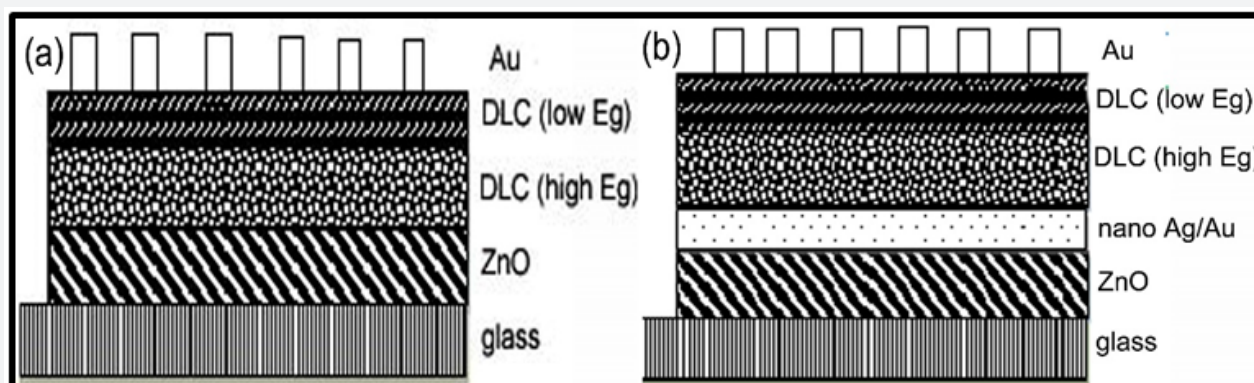 (a)
Au
DLC (low Eg)
DLC (high Eg)
ZnO
glass
(b)
Au
DLC (low Eg)
DLC (high Eg)
nano Ag/Au
ZnO
glass